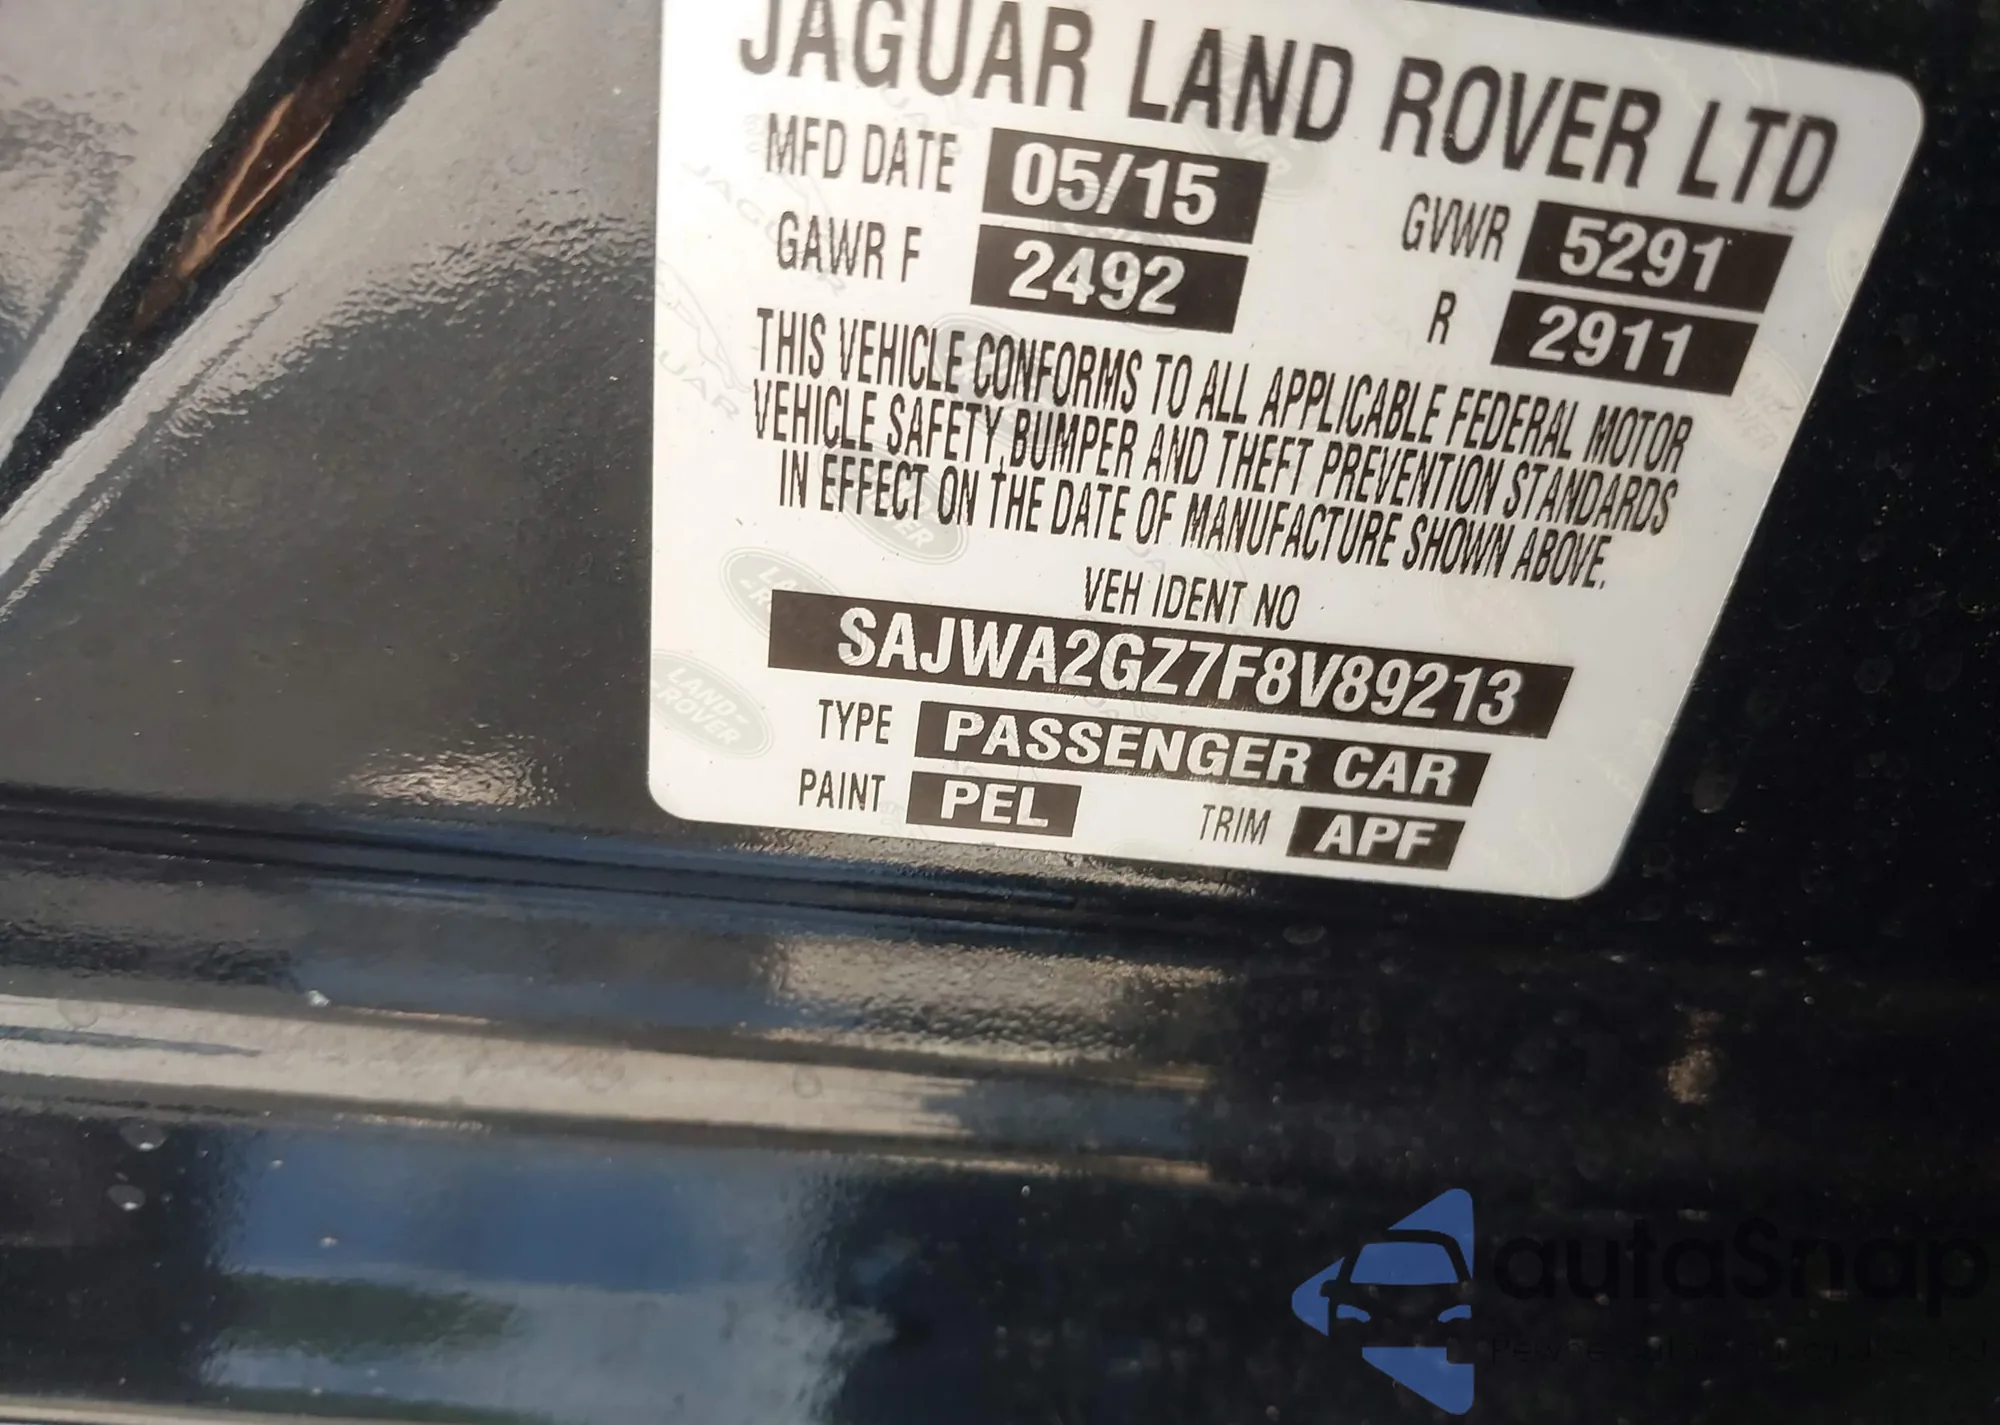 JAGUAR LAND ROVER LTD
MFD DATE 05/15 GVWR 5291
GAWR F 2492 R 2911
THIS VEHICLE CONFORMS TO ALL APPLICABLE FEDERAL MOTOR
VEHICLE SAFETY, BUMPER AND THEFT PREVENTION STANDARDS
IN EFFECT ON THE DATE OF MANUFACTURE SHOWN ABOVE.
VEH IDENT NO
SAJWA2GZ7F8V89213
TYPE PASSENGER CAR
PAINT PEL TRIM APF
LAND-
ROVER
autoSnap